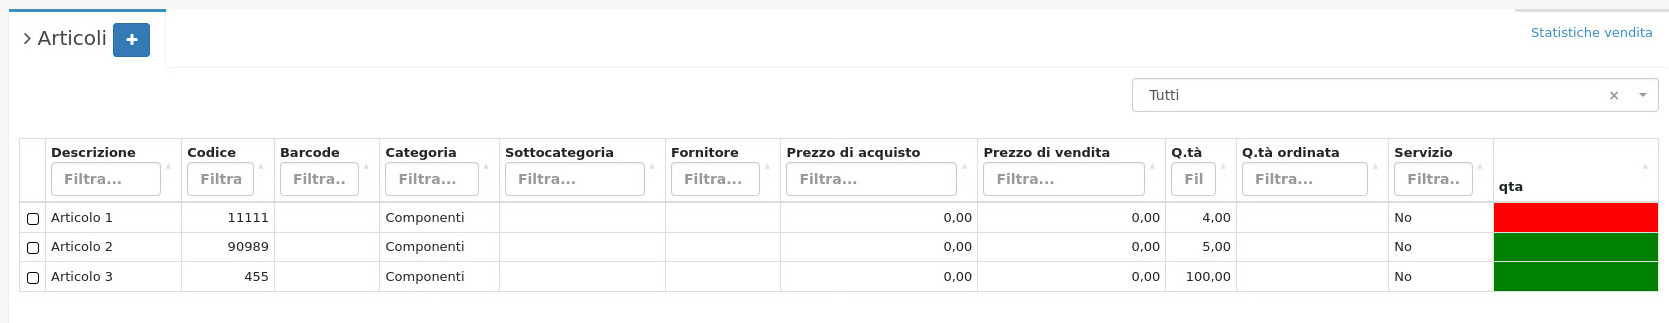 Articoli +
Statistiche vendita
Tutti ×
Descrizione Codice Barcode Categoria Sottocategoria Fornitore Prezzo di acquisto Prezzo di vendita Q.tà Q.tà ordinata Servizio qta
Filtra... Filtra Filtra.. Filtra... Filtra... Filtra... Filtra... Filtra... Fil Filtra... Filtra..
Articolo 1 11111 Componenti 0,00 0,00 4,00 No
Articolo 2 90989 Componenti 0,00 0,00 5,00 No
Articolo 3 455 Componenti 0,00 0,00 100,00 No